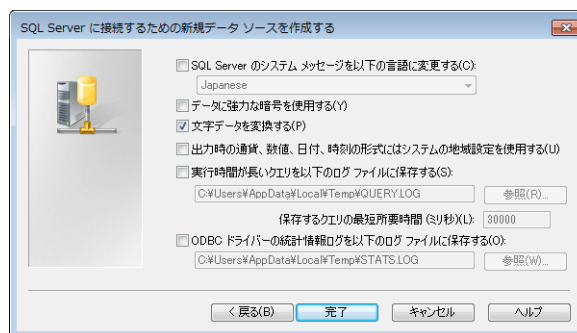 SQL Server に接続するための新規データ ソースを作成する
SQL Server のシステム メッセージを以下の言語に変更する(C):
Japanese
データに強力な暗号を使用する(Y)
文字データを変換する(P)
出力時の通貨、数値、日付、時刻の形式にはシステムの地域設定を使用する(U)
実行時間が長いクエリを以下のログ ファイルに保存する(S):
C:¥Users¥AppData¥Local¥Temp¥QUERY.LOG 参照(R)...
保存するクエリの最短所要時間 (ミリ秒)(L): 30000
ODBC ドライバーの統計情報ログを以下のログ ファイルに保存する(O):
C:¥Users¥AppData¥Local¥Temp¥STATS.LOG 参照(W)...
< 戻る(B) 完了 キャンセル ヘルプ